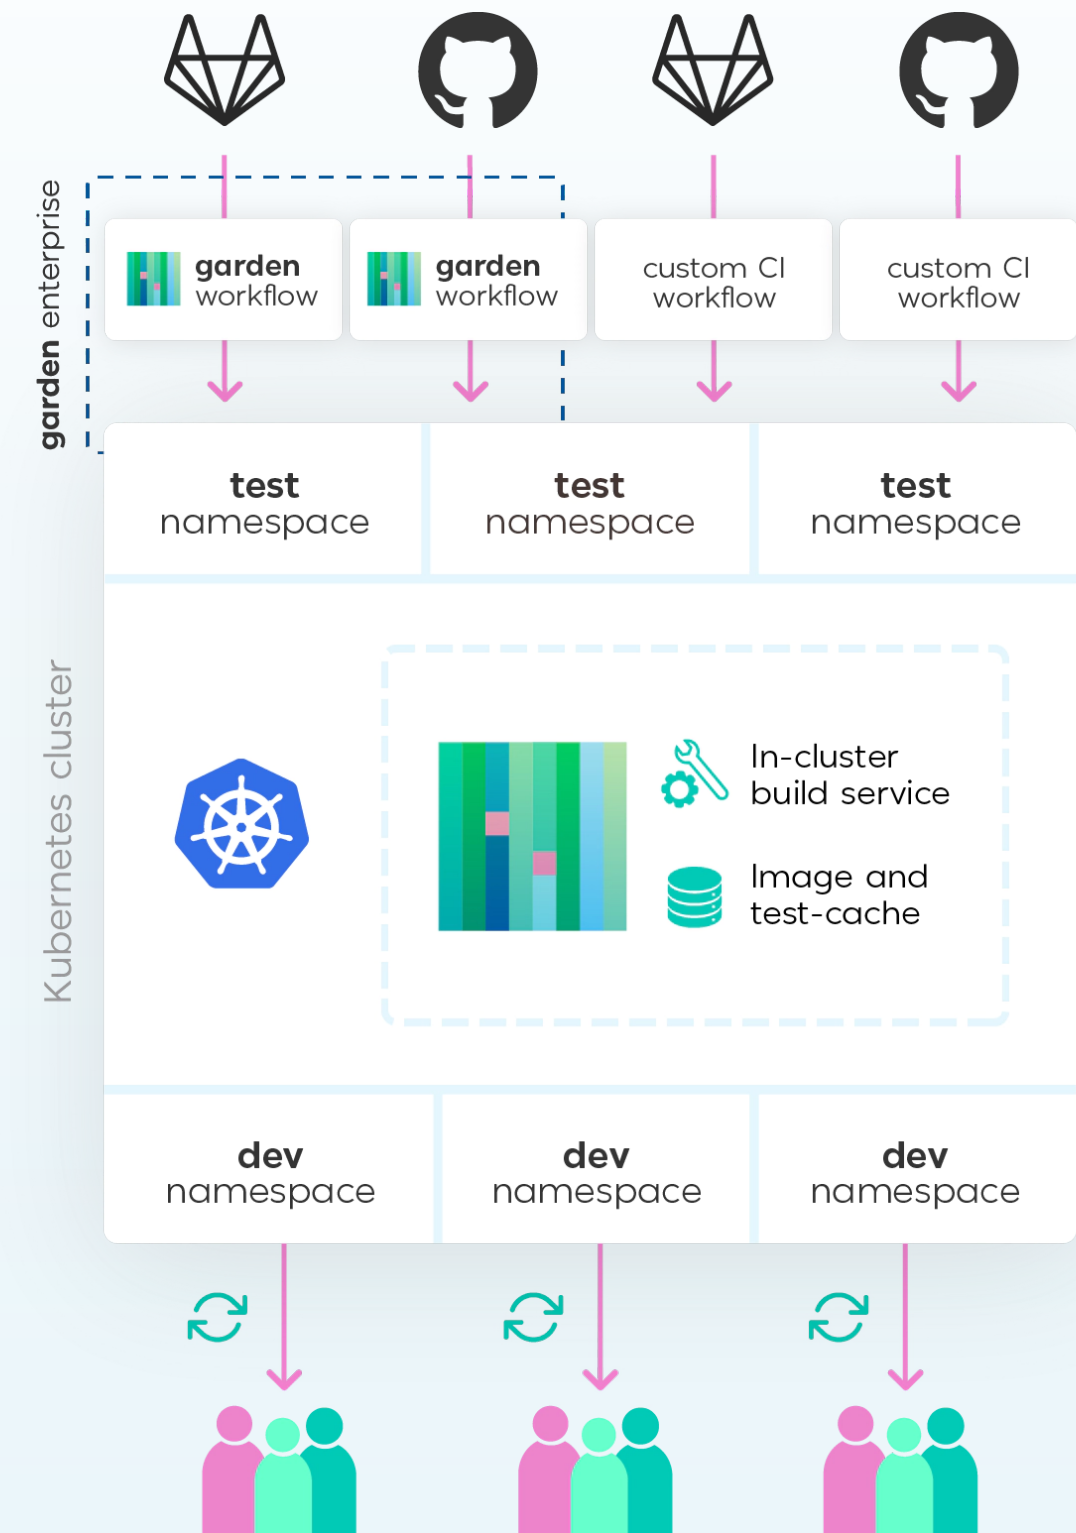 garden enterprise
garden
workflow
garden
workflow
custom CI
workflow
custom CI
workflow
test
namespace
test
namespace
test
namespace
Kubernetes cluster
In-cluster
build service
Image and
test-cache
dev
namespace
dev
namespace
dev
namespace